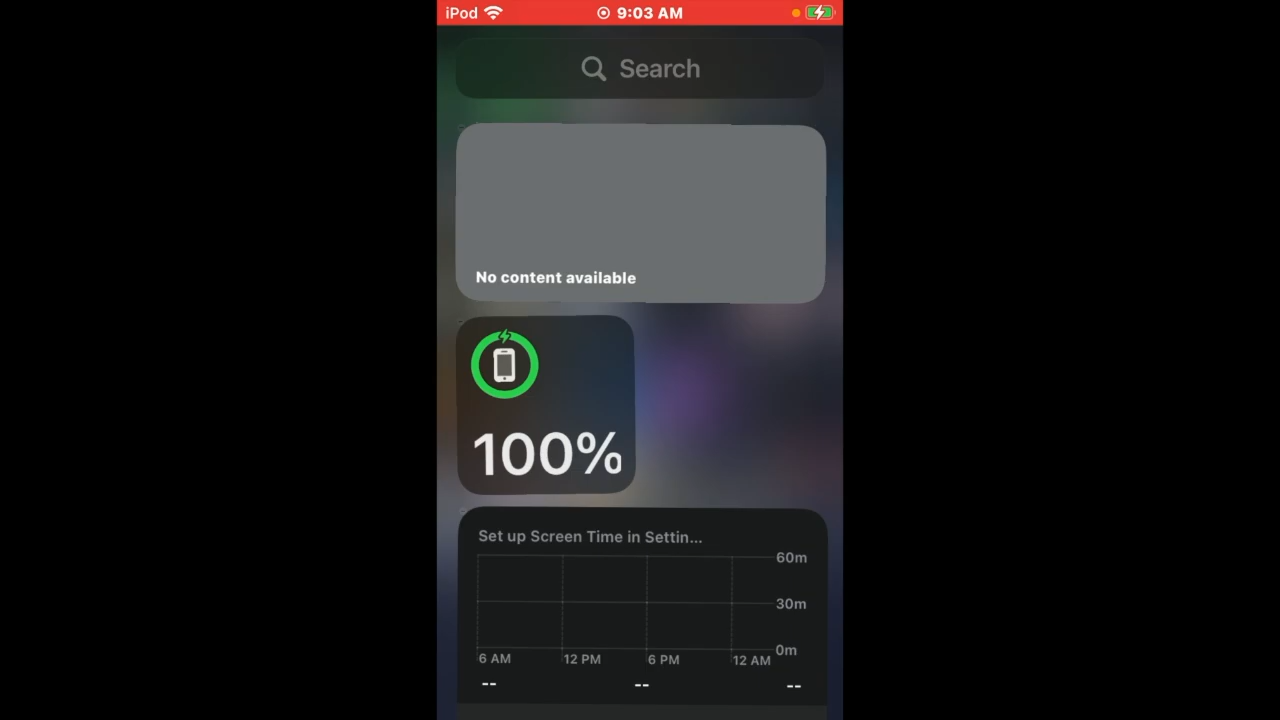 iPod 9:03 AM
Search
No content available
100%
Set up Screen Time in Settin...
60m
30m
0m
6 AM 12 PM 6 PM 12 AM
-- -- --